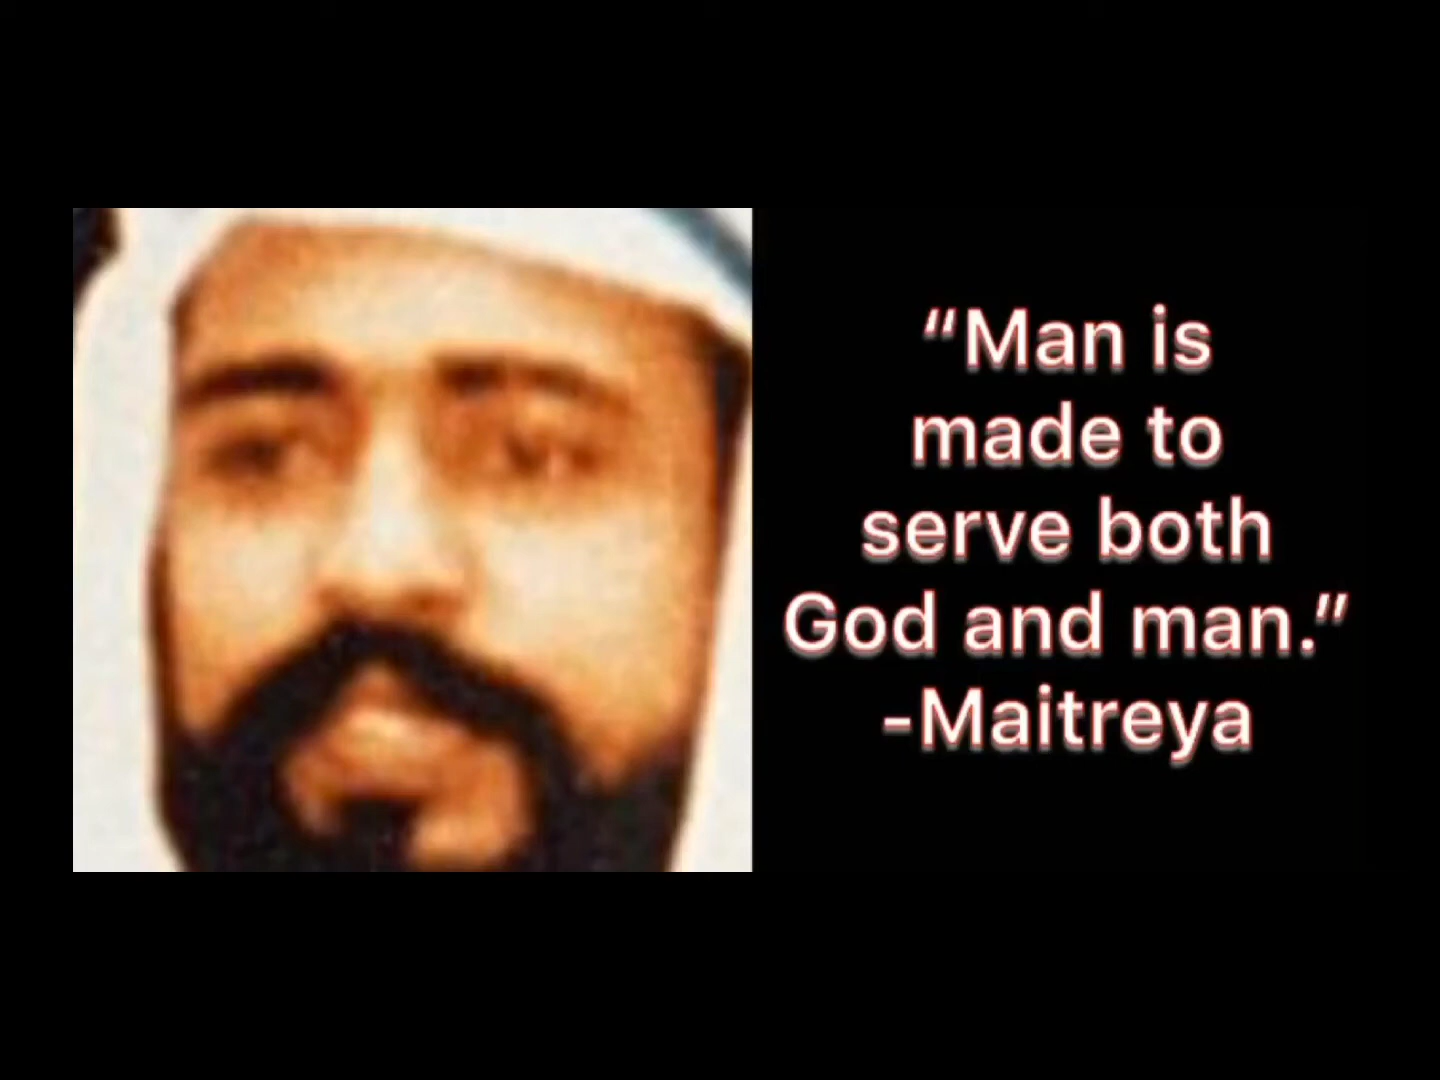 “Man is
made to
serve both
God and man.”
-Maitreya